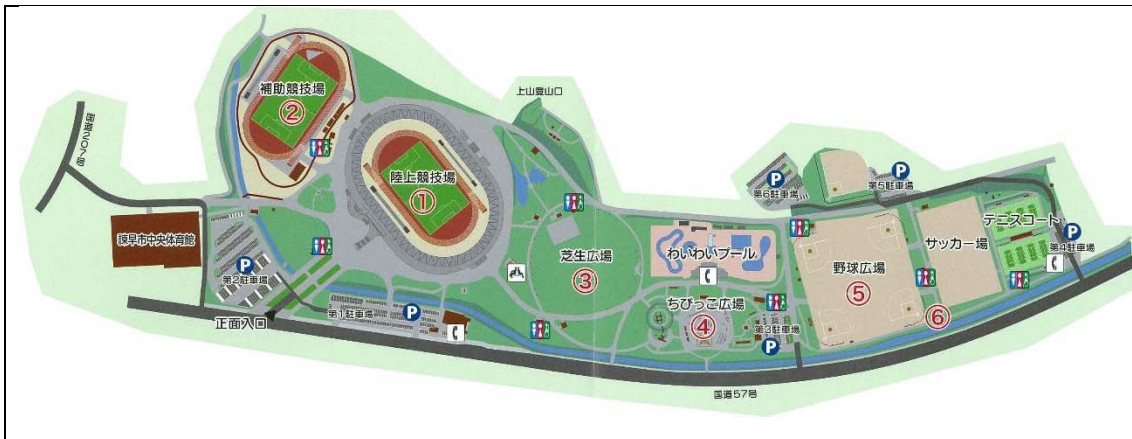 補助競技場
②
上山登山口
国道207号
陸上競技場
①
P
第6駐車場
P
第5駐車場
諫早市中央体育館
P
第2駐車場
芝生広場
③
わいわいプール
野球広場
⑤
サッカー場
テニスコート
P
第4駐車場
正面入口
第1駐車場
P
ちびっこ広場
④
第3駐車場
P
⑥
国道57号